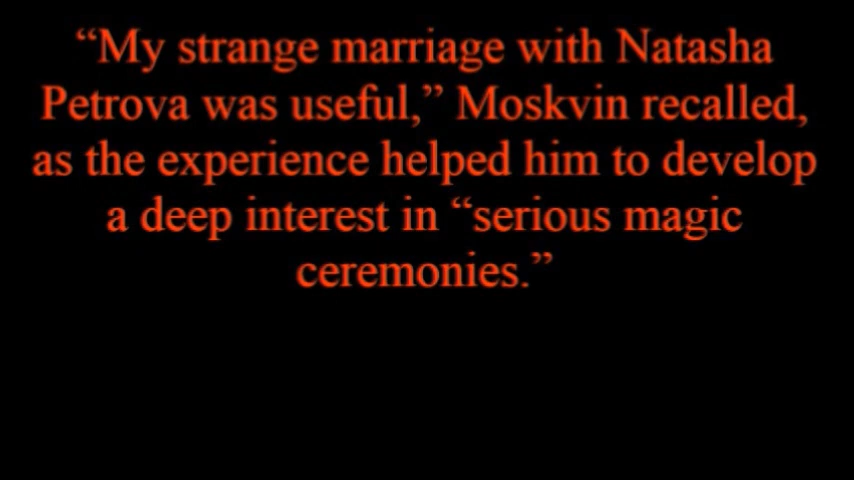 “My strange marriage with Natasha
Petrova was useful,” Moskvin recalled,
as the experience helped him to develop
a deep interest in “serious magic
ceremonies.”